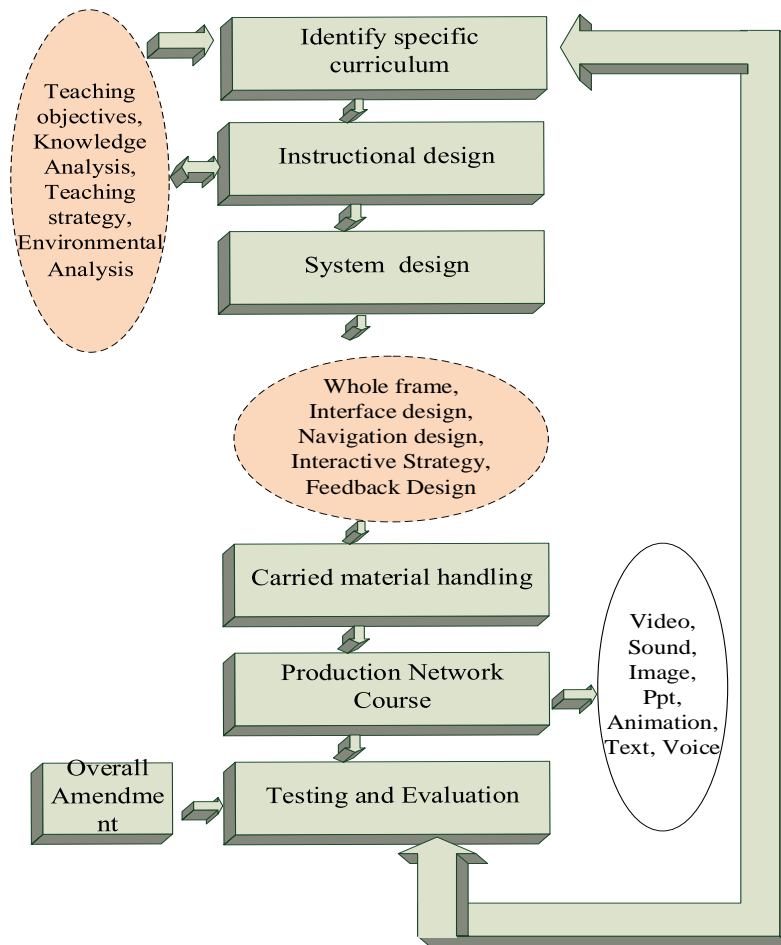 Identify specific
curriculum
Teaching
objectives,
Knowledge
Analysis,
Teaching
strategy,
Environmental
Analysis
Instructional design
System design
Whole frame,
Interface design,
Navigation design,
Interactive Strategy,
Feedback Design
Carried material handling
Production Network
Course
Video,
Sound,
Image,
Ppt,
Animation,
Text, Voice
Overall
Amendme
nt
Testing and Evaluation